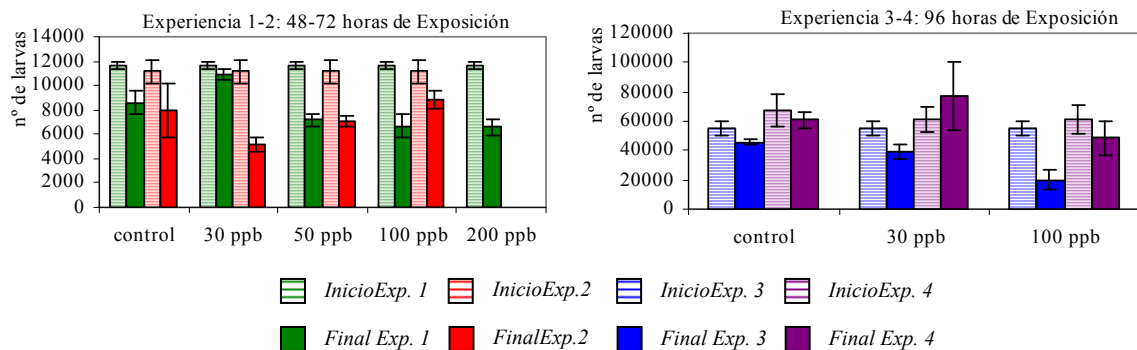 Experiencia 1-2: 48-72 horas de Exposición
nº de larvas
14000
12000
10000
8000
6000
4000
2000
0
control 30 ppb 50 ppb 100 ppb 200 ppb
Experiencia 3-4: 96 horas de Exposición
nº de larvas
120000
100000
80000
60000
40000
20000
0
control 30 ppb 100 ppb
InicioExp. 1 InicioExp.2 InicioExp. 3 InicioExp. 4
Final Exp. 1 FinalExp.2 Final Exp. 3 Final Exp. 4